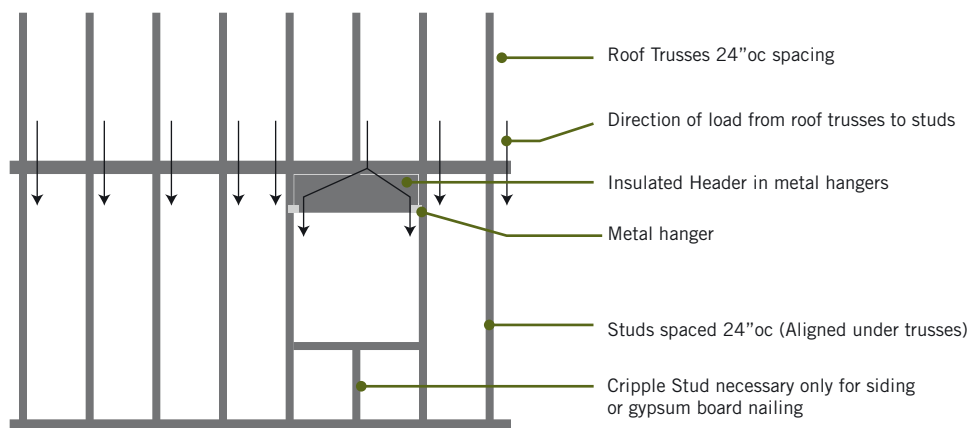 Roof Trusses 24”oc spacing
Direction of load from roof trusses to studs
Insulated Header in metal hangers
Metal hanger
Studs spaced 24”oc (Aligned under trusses)
Cripple Stud necessary only for siding
or gypsum board nailing